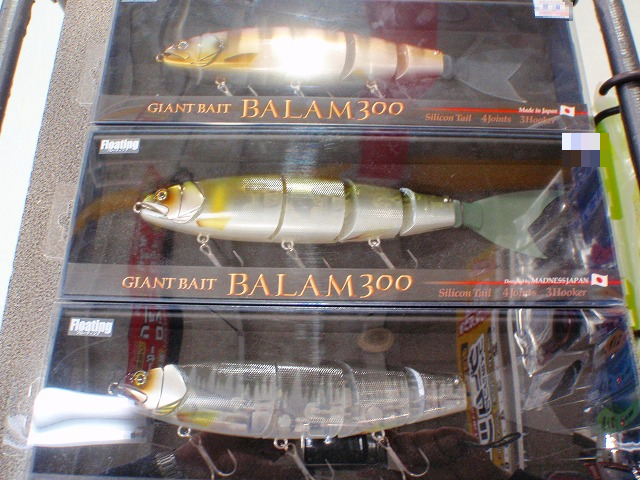 GIANT BAIT BALAM300
Made in Japan
Silicon Tail 4Joints 3Hooker
Floating
GIANT BAIT BALAM300
Designed by MADNESS JAPAN
Silicon Tail 4Joints 3Hooker
Floating